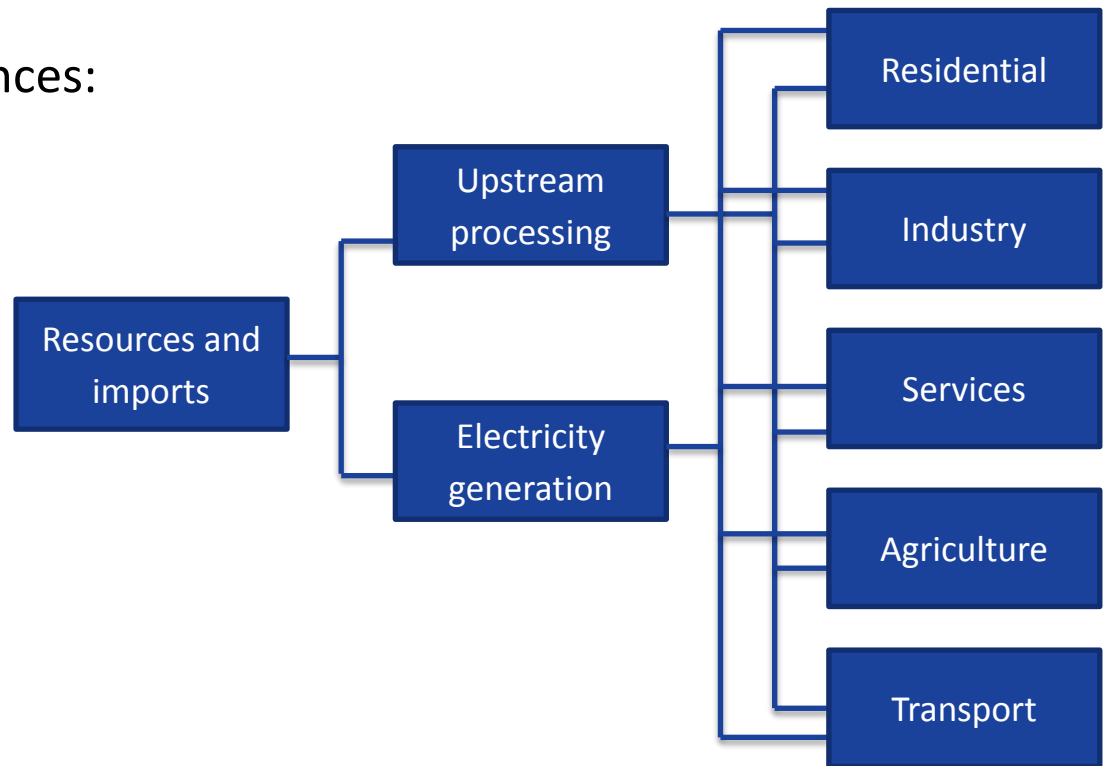 nces:
Resources and
imports
Upstream
processing
Electricity
generation
Residential
Industry
Services
Agriculture
Transport